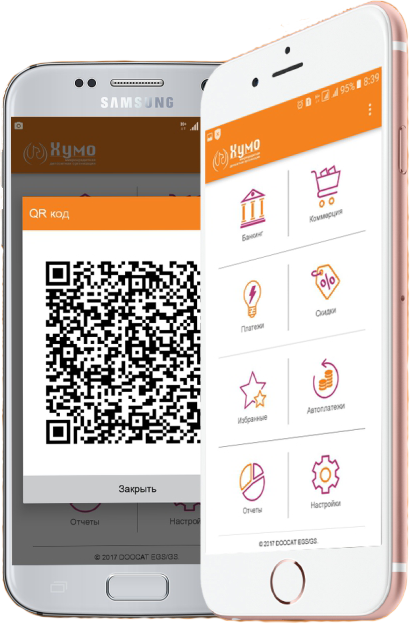 SAMSUNG
Хумо
QR код
Закрыть
Отчеты
Настрой
© 2017 DOOCAT EGS/GS.
95% 8:39
Хумо
Банкинг
Коммерция
Платежи
Скидки
Избранные
Автоплатежи
Отчеты
Настройки
© 2017 DOOCAT EGS/GS.